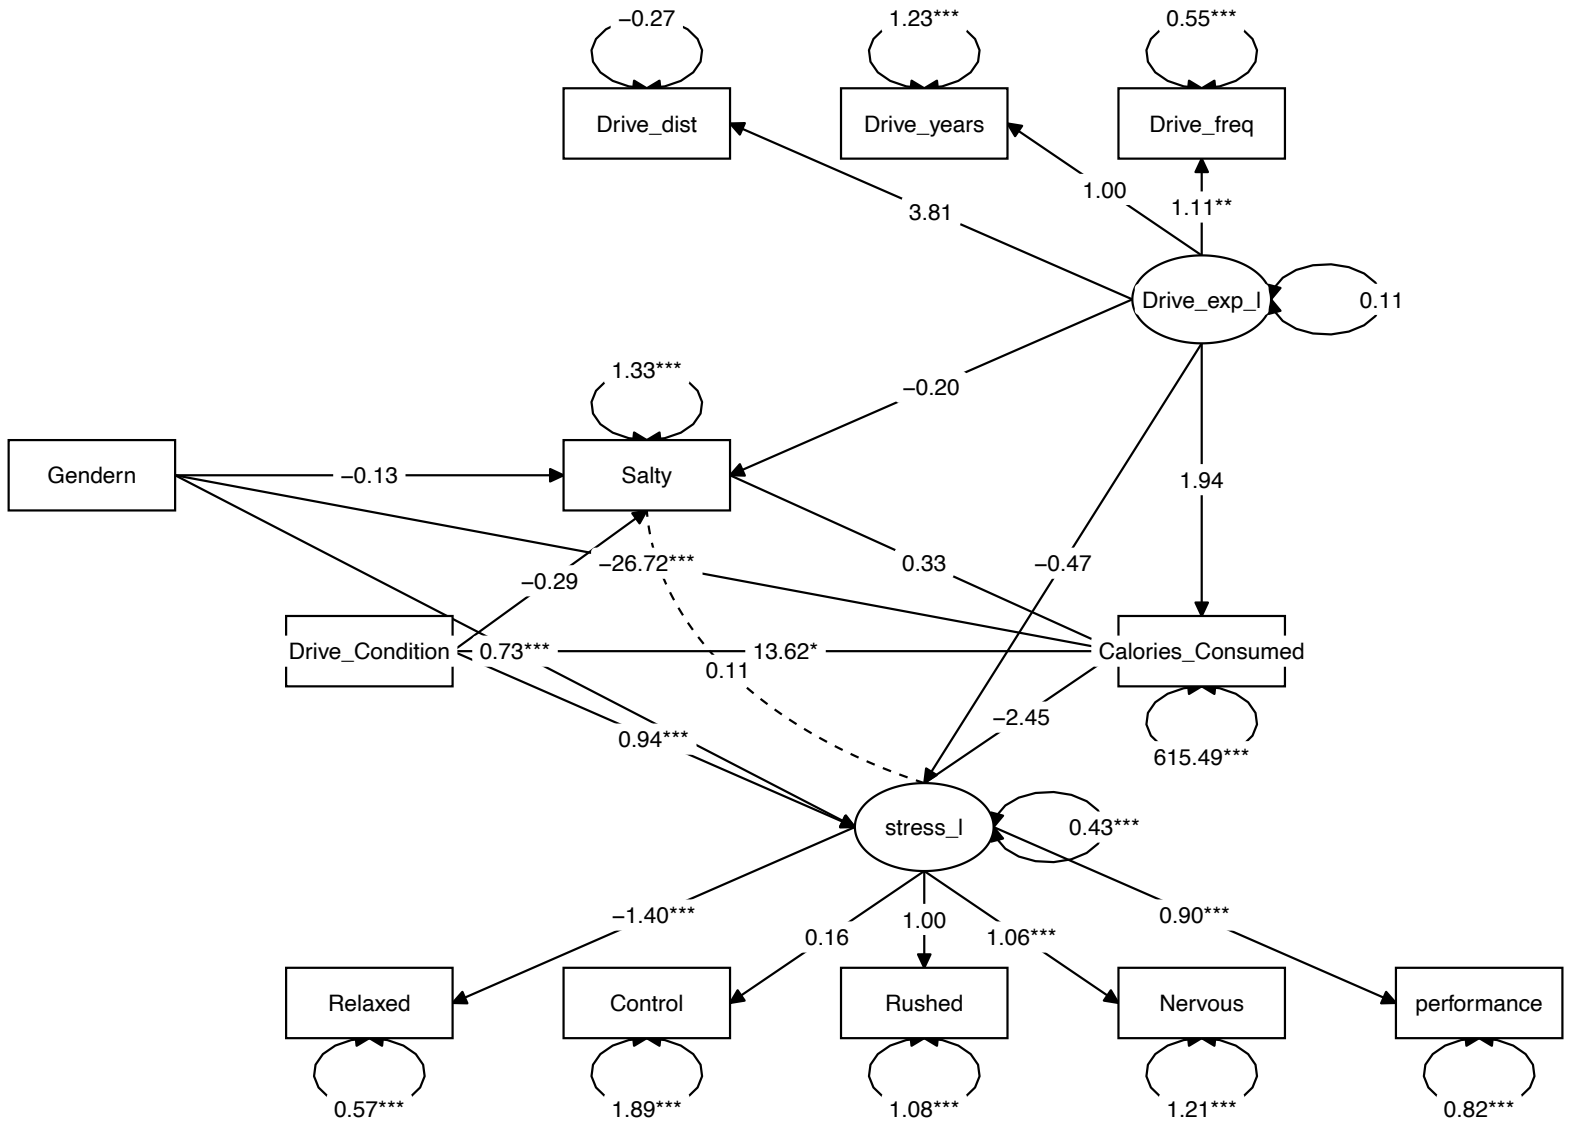 −0.27
1.23***
0.55***
Drive_dist
Drive_years
Drive_freq
1.00
1.11**
3.81
Drive_exp_l
0.11
1.33***
−0.20
Gendern
−0.13
Salty
1.94
−26.72***
0.33
−0.47
−0.29
Drive_Condition
0.73***
13.62*
Calories_Consumed
0.11
−2.45
0.94***
615.49***
stress_l
0.43***
−1.40***
0.16
1.00
1.06***
0.90***
Relaxed
Control
Rushed
Nervous
performance
0.57***
1.89***
1.08***
1.21***
0.82***